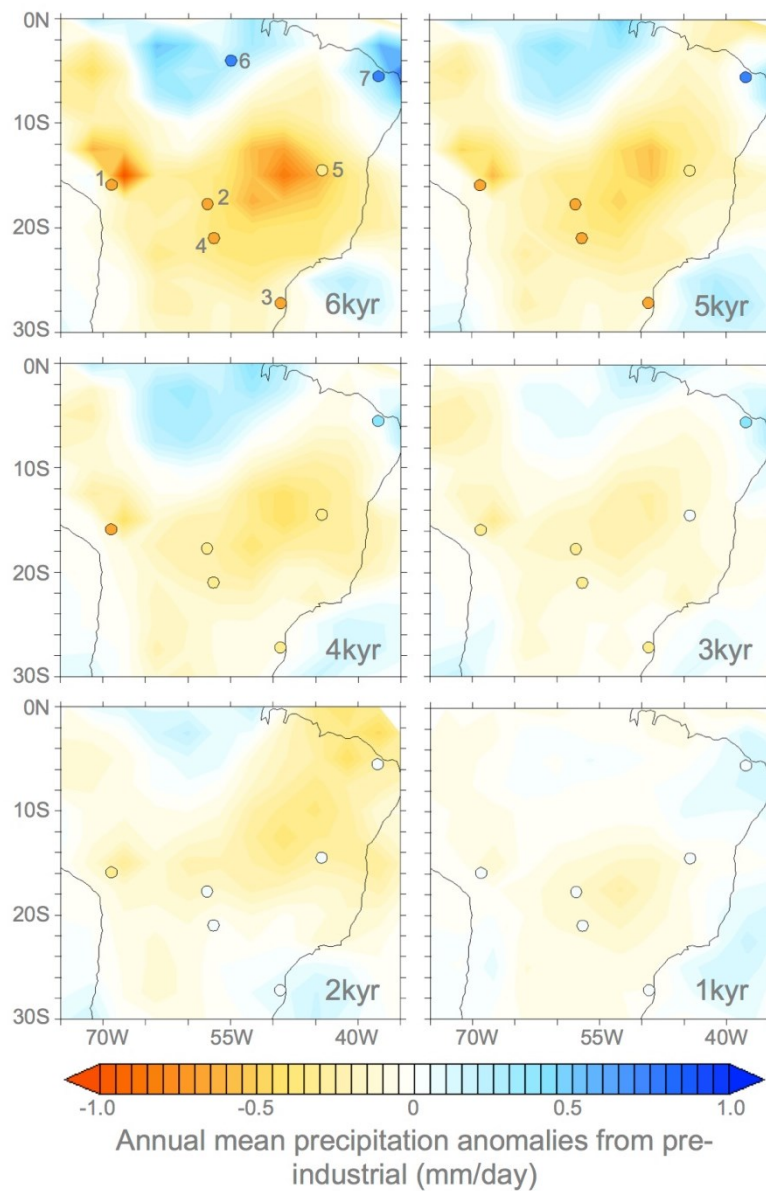 0N
10S
20S
30S
1
2
3
4
5
6
7
6kyr
5kyr
0N
10S
20S
30S
4kyr
3kyr
0N
10S
20S
30S
2kyr
1kyr
70W 55W 40W
70W 55W 40W
-1.0 -0.5 0 0.5 1.0
Annual mean precipitation anomalies from pre-
industrial (mm/day)